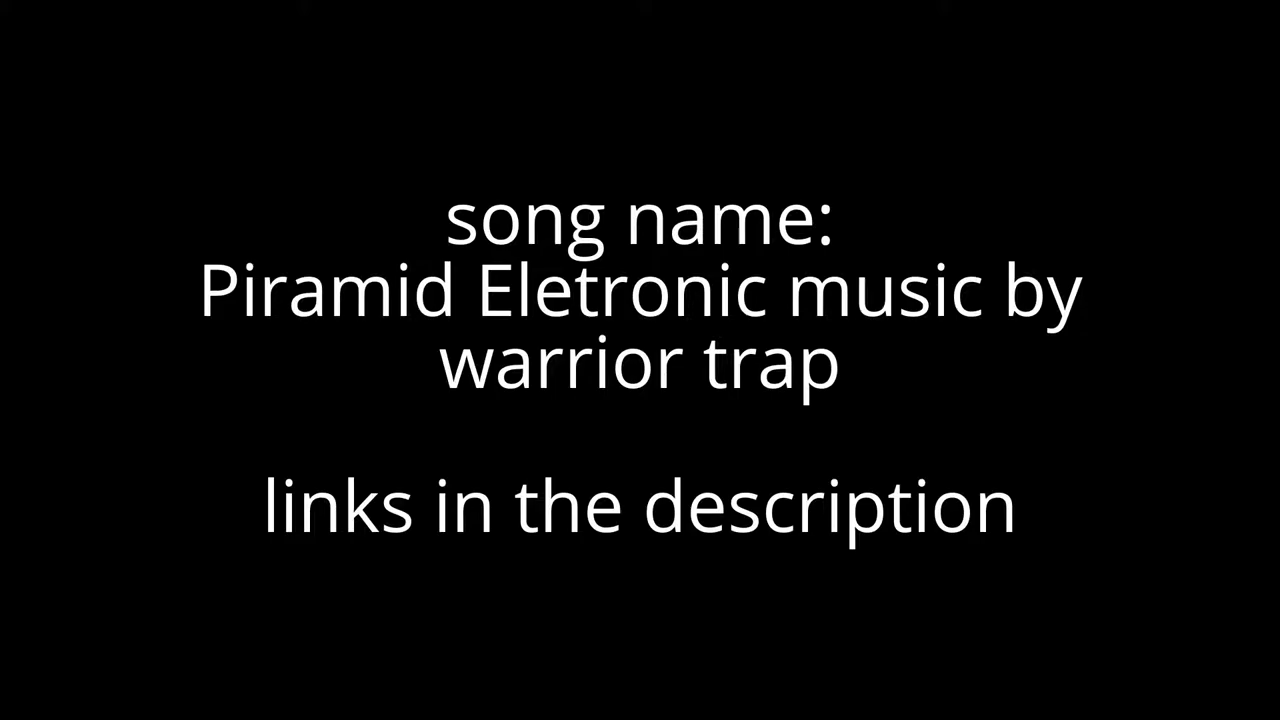 song name:
Piramid Eletronic music by
warrior trap
links in the description